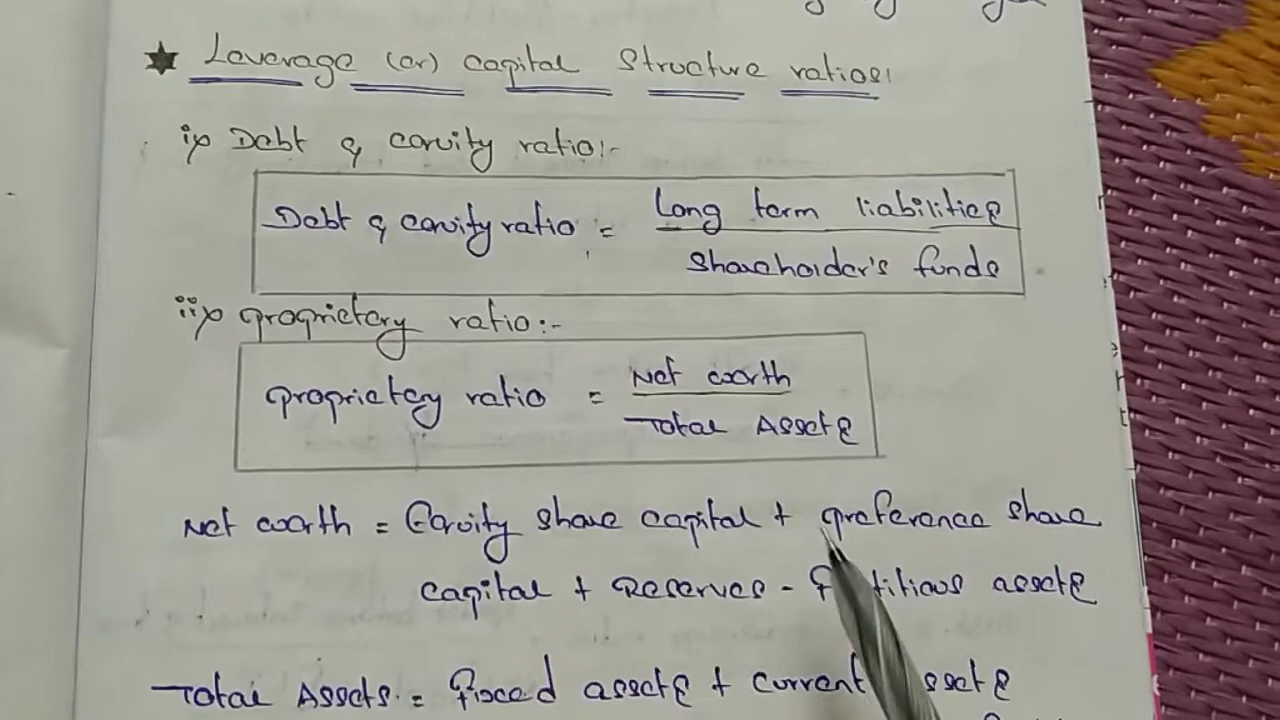 ★ Leverage (or) capital structure ratios:
i, Debt & equity ratio:-
Debt & equity ratio = Long term liabilities
Shareholder's funds
ii, proprietary ratio:-
proprietary ratio = Net worth
Total Assets
Net worth = Equity share capital + preference share
capital + Reserves - titious assets
Total Assets = fixed assets + current ssets